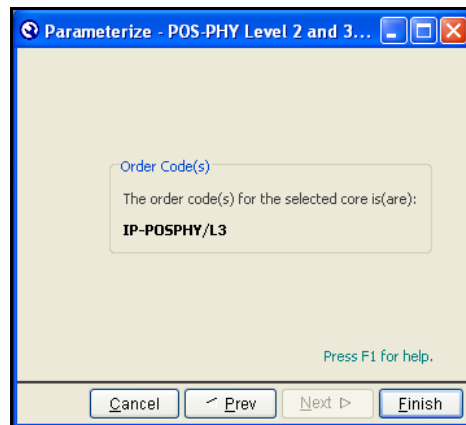 Parameterize - POS-PHY Level 2 and 3...
Order Code(s)
The order code(s) for the selected core is(are):
IP-POSPHY/L3
Press F1 for help.
Cancel Prev Next Finish